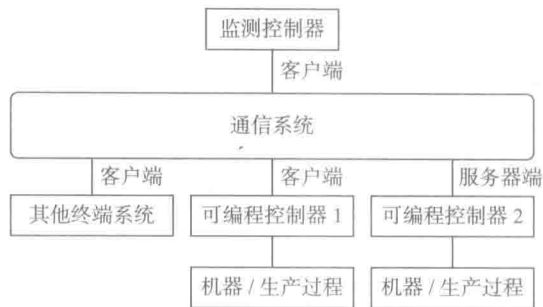 监测控制器
客户端
通信系统
客户端 客户端 服务器端
其他终端系统 可编程控制器 1 可编程控制器 2
机器 / 生产过程 机器 / 生产过程